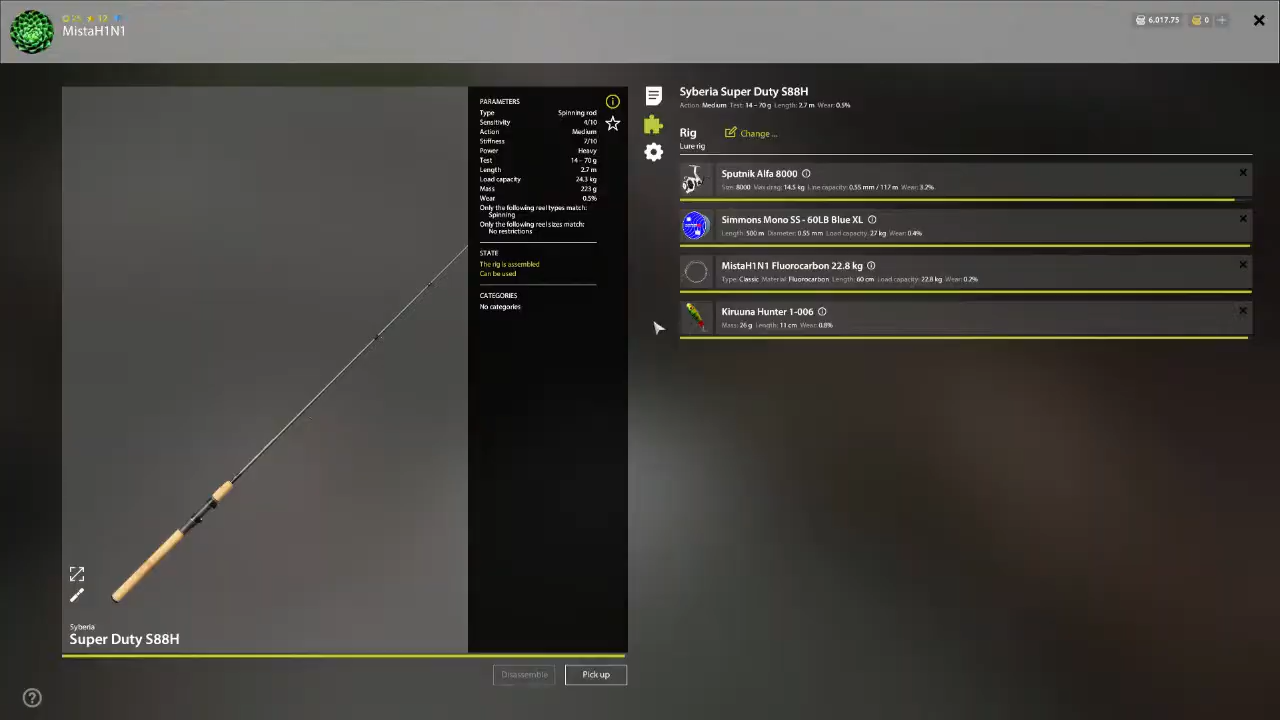 MistaH1N1
6,017.75
0
PARAMETERS
Type Spinning rod
Sensitivity 4/10
Action Medium
Stiffness 7/10
Power Heavy
Test 14 – 70 g
Length 2.7 m
Load capacity 24.3 kg
Mass 223 g
Wear 0.5%
Only the following reel types match:
Spinning
Only the following reel sizes match:
No restrictions
STATE
The rig is assembled
Can be used
CATEGORIES
No categories
Syberia
Super Duty S88H
Disassemble
Pick up
Syberia Super Duty S88H
Action: Medium Test: 14 – 70 g Length: 2.7 m Wear: 0.5%
Rig
Change ...
Lure rig
Sputnik Alfa 8000
Size: 8000 Max drag: 14.5 kg Line capacity: 0.55 mm / 117 m Wear: 3.2%
Simmons Mono SS - 60LB Blue XL
Length: 500 m Diameter: 0.55 mm Load capacity: 27 kg Wear: 0.4%
MistaH1N1 Fluorocarbon 22.8 kg
Type: Classic Material: Fluorocarbon Length: 60 cm Load capacity: 22.8 kg Wear: 0.2%
Kiruuna Hunter 1-006
Mass: 26 g Length: 11 cm Wear: 0.8%